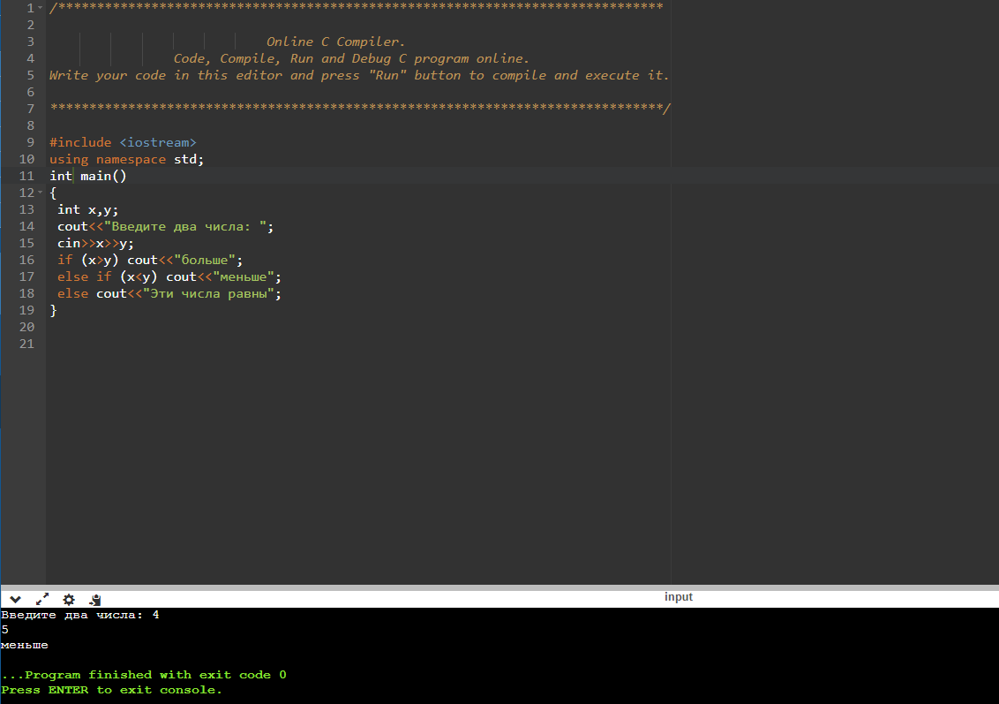 1 /******************************************************************************
2
3 Online C Compiler.
4 Code, Compile, Run and Debug C program online.
5 Write your code in this editor and press "Run" button to compile and execute it.
6
7 *******************************************************************************/
8
9 #include <iostream>
10 using namespace std;
11 int main()
12 {
13 int x,y;
14 cout<<"Введите два числа: ";
15 cin>>x>>y;
16 if (x>y) cout<<"больше";
17 else if (x<y) cout<<"меньше";
18 else cout<<"Эти числа равны";
19 }
20
21
input
Введите два числа: 4
5
меньше
...Program finished with exit code 0
Press ENTER to exit console.